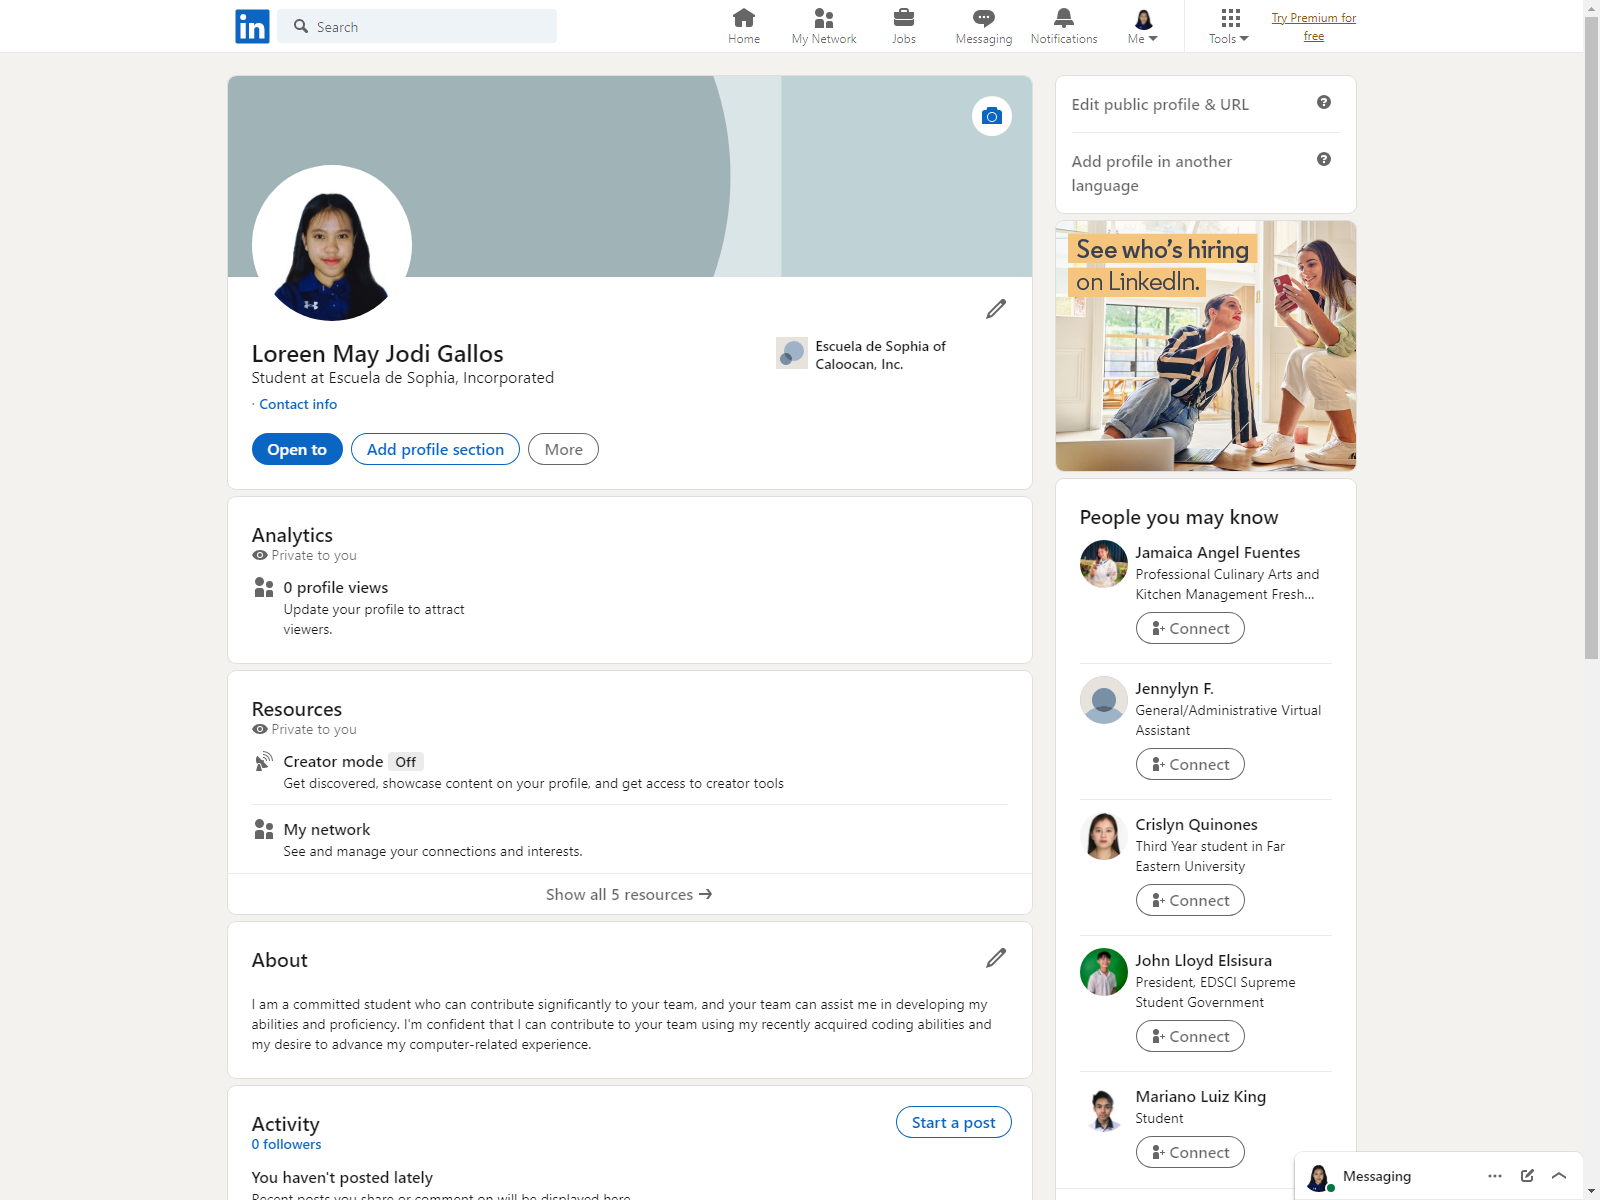 in
Search
Home
My Network
Jobs
Messaging
Notifications
Me
Tools
Try Premium for
free
Loreen May Jodi Gallos
Student at Escuela de Sophia, Incorporated
· Contact info
Escuela de Sophia of
Caloocan, Inc.
Open to
Add profile section
More
Analytics
Private to you
0 profile views
Update your profile to attract
viewers.
Resources
Private to you
Creator mode Off
Get discovered, showcase content on your profile, and get access to creator tools
My network
See and manage your connections and interests.
Show all 5 resources →
About
I am a committed student who can contribute significantly to your team, and your team can assist me in developing my
abilities and proficiency. I'm confident that I can contribute to your team using my recently acquired coding abilities and
my desire to advance my computer-related experience.
Activity
0 followers
Start a post
You haven't posted lately
Recent posts you share or comment on will be displayed here.
Edit public profile & URL
Add profile in another
language
See who's hiring
on LinkedIn.
People you may know
Jamaica Angel Fuentes
Professional Culinary Arts and
Kitchen Management Fresh...
Connect
Jennylyn F.
General/Administrative Virtual
Assistant
Connect
Crislyn Quinones
Third Year student in Far
Eastern University
Connect
John Lloyd Elsisura
President, EDSCI Supreme
Student Government
Connect
Mariano Luiz King
Student
Connect
Messaging